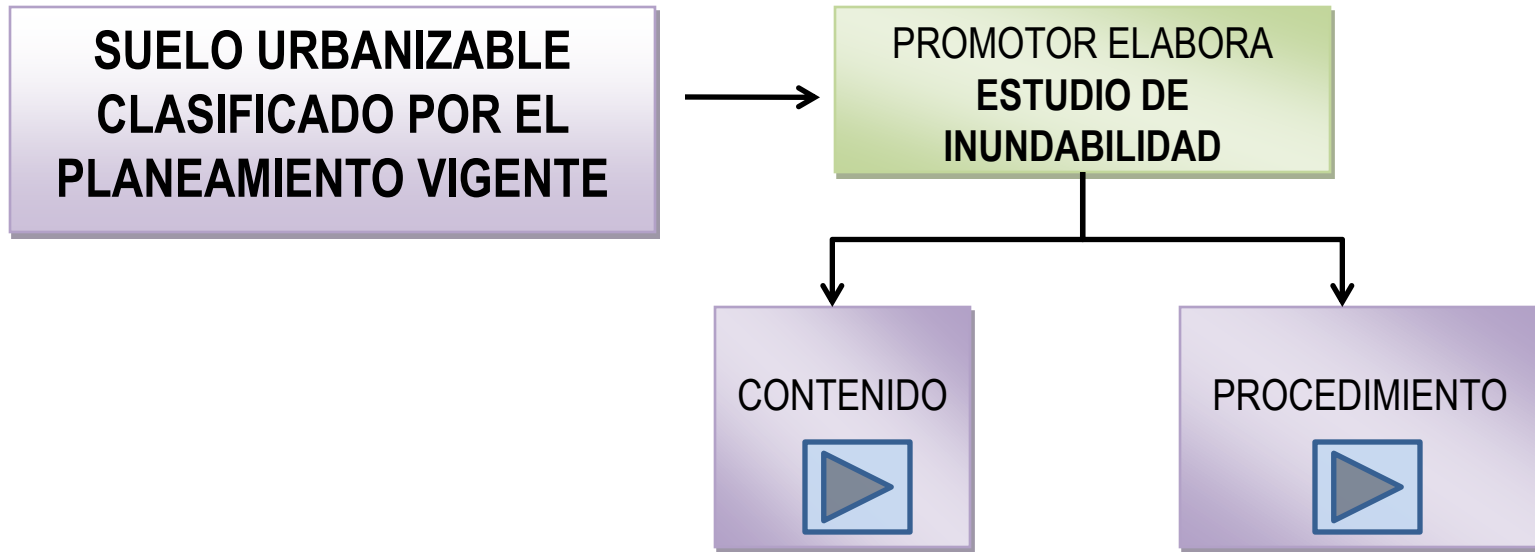 SUELO URBANIZABLE
CLASIFICADO POR EL
PLANEAMIENTO VIGENTE
PROMOTOR ELABORA
ESTUDIO DE
INUNDABILIDAD
CONTENIDO
PROCEDIMIENTO